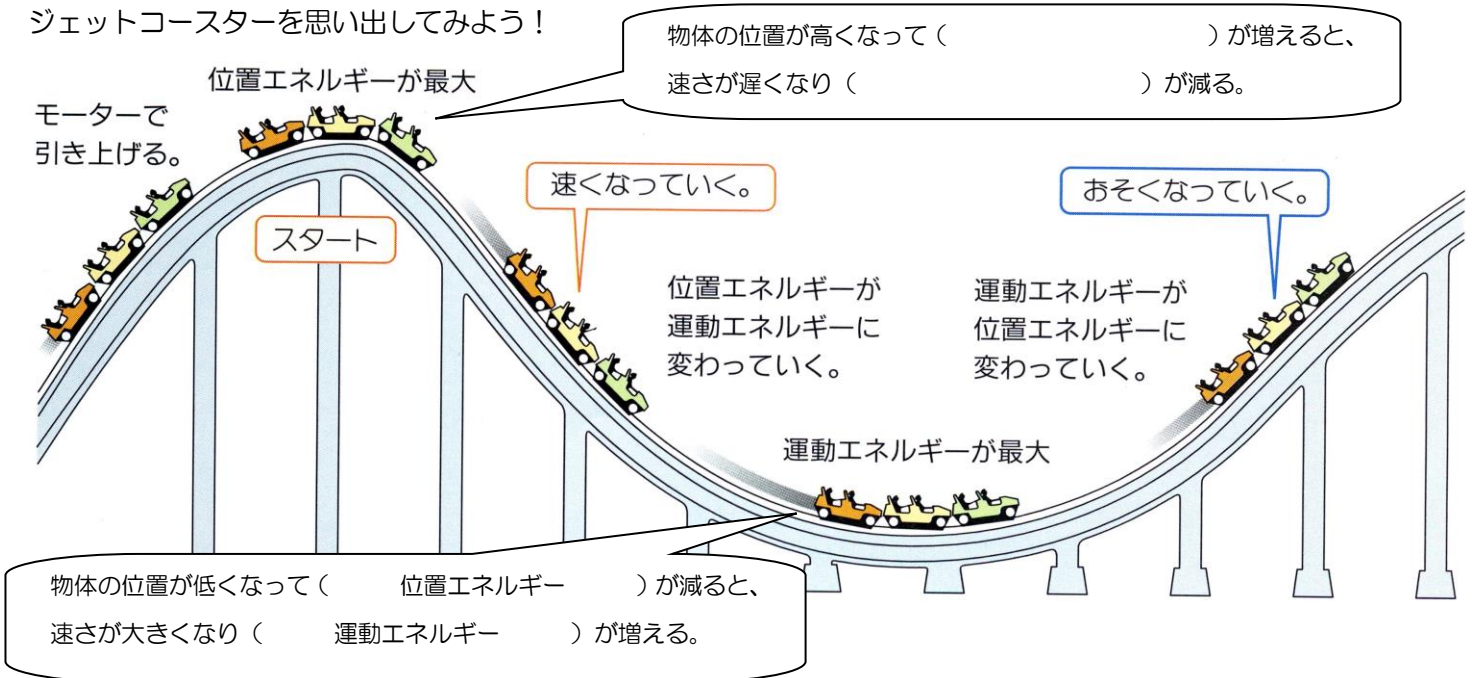 ジェットコースターを思い出してみよう！
物体の位置が高くなって（　　　　　　　　　　）が増えると、
速さが遅くなり（　　　　　　　　　　）が減る。
位置エネルギーが最大
モーターで
引き上げる。
スタート
速くなっていく。
おそくなっていく。
位置エネルギーが
運動エネルギーに
変わっていく。
運動エネルギーが
位置エネルギーに
変わっていく。
運動エネルギーが最大
物体の位置が低くなって（　　位置エネルギー　　）が減ると、
速さが大きくなり（　　運動エネルギー　　）が増える。